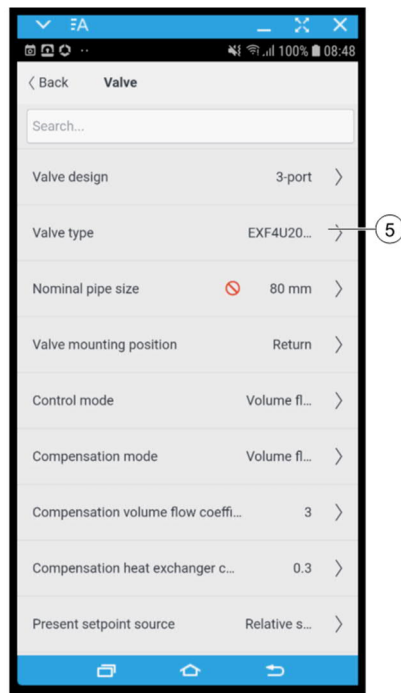 100% 08:48
Back Valve
Search...
Valve design 3-port
Valve type EXF4U20...
5
Nominal pipe size 80 mm
Valve mounting position Return
Control mode Volume fl...
Compensation mode Volume fl...
Compensation volume flow coeffi... 3
Compensation heat exchanger c... 0.3
Present setpoint source Relative s...